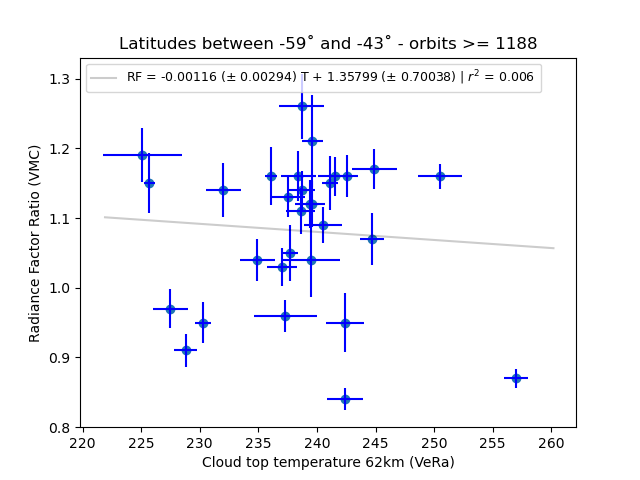 Latitudes between -59˚ and -43˚ - orbits >= 1188
RF = -0.00116 (± 0.00294) T + 1.35799 (± 0.70038) | r² = 0.006
Radiance Factor Ratio (VMC)
1.3
1.2
1.1
1.0
0.9
0.8
220 225 230 235 240 245 250 255 260
Cloud top temperature 62km (VeRa)